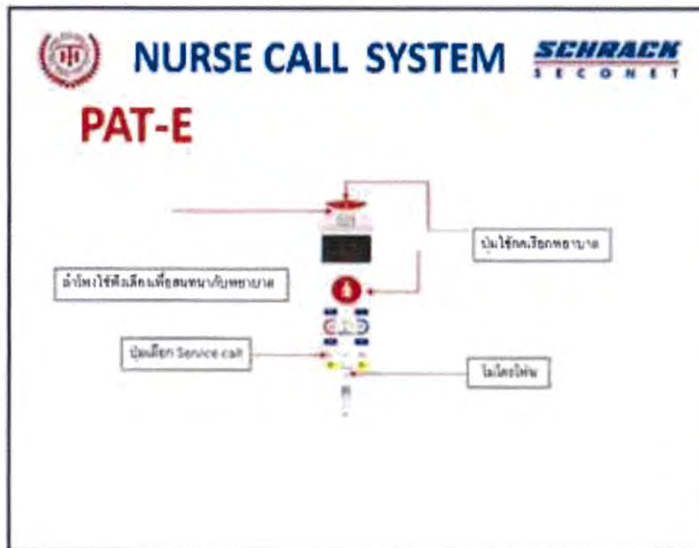 NURSE CALL SYSTEM
SCHRACK
SECONET
PAT-E
ปุ่มใช้กดเรียกพยาบาล
ลำโพงใช้ฟังเสียงเพื่อสนทนากับพยาบาล
ปุ่มเลือก Service call
ไมโครโฟน